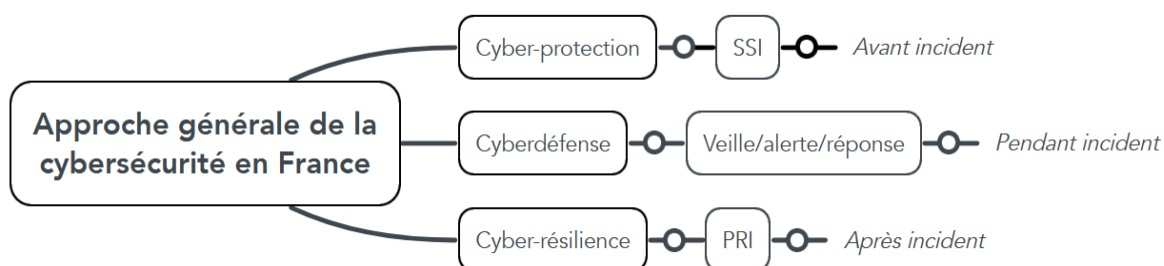 Cyber-protection
SSI
Avant incident
Approche générale de la
cybersécurité en France
Cyberdéfense
Veille/alerte/réponse
Pendant incident
Cyber-résilience
PRI
Après incident